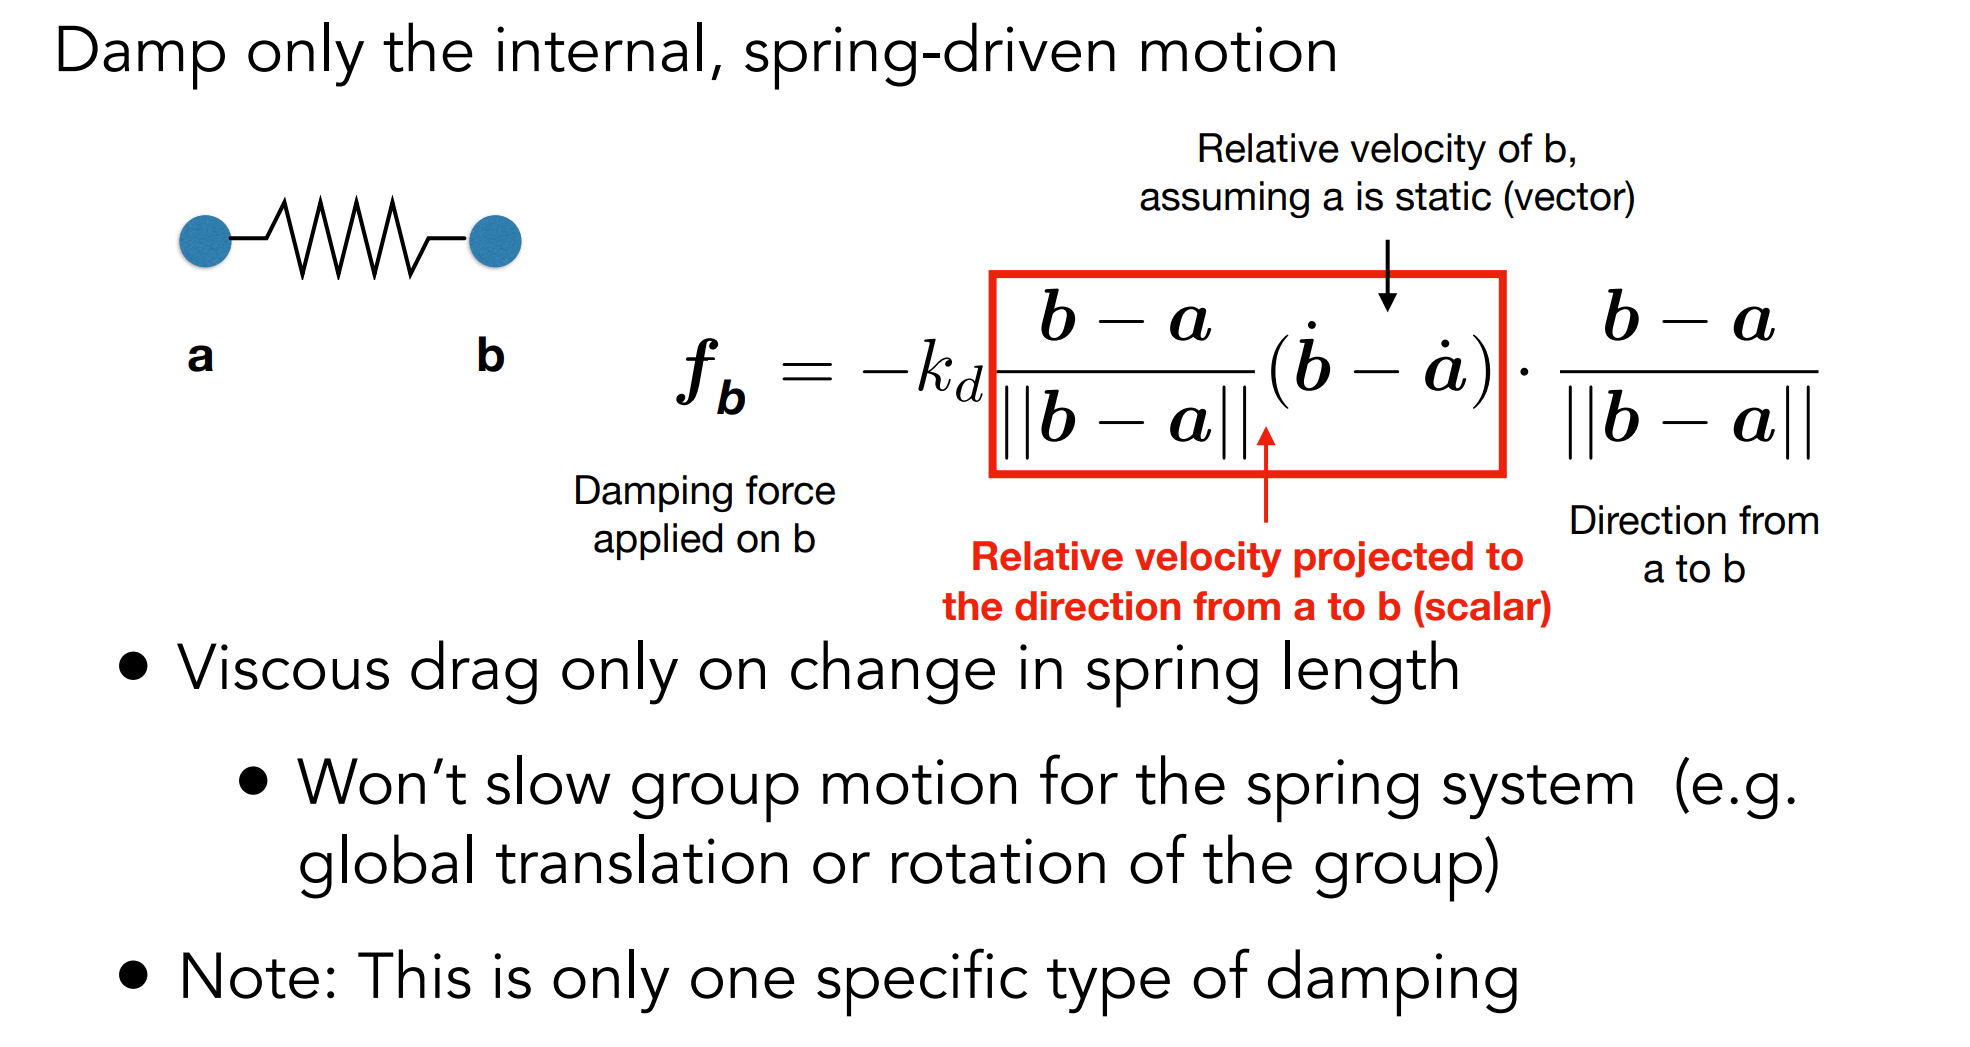 Damp only the internal, spring-driven motion
Relative velocity of b,
assuming a is static (vector)
a
b
$\boldsymbol{f_b} = -k_d \frac{\boldsymbol{b} - \boldsymbol{a}}{||\boldsymbol{b} - \boldsymbol{a}||} (\dot{\boldsymbol{b}} - \dot{\boldsymbol{a}}) \cdot \frac{\boldsymbol{b} - \boldsymbol{a}}{||\boldsymbol{b} - \boldsymbol{a}||}$
Damping force
applied on b
Relative velocity projected to
the direction from a to b (scalar)
Direction from
a to b
• Viscous drag only on change in spring length
• Won’t slow group motion for the spring system (e.g.
global translation or rotation of the group)
• Note: This is only one specific type of damping